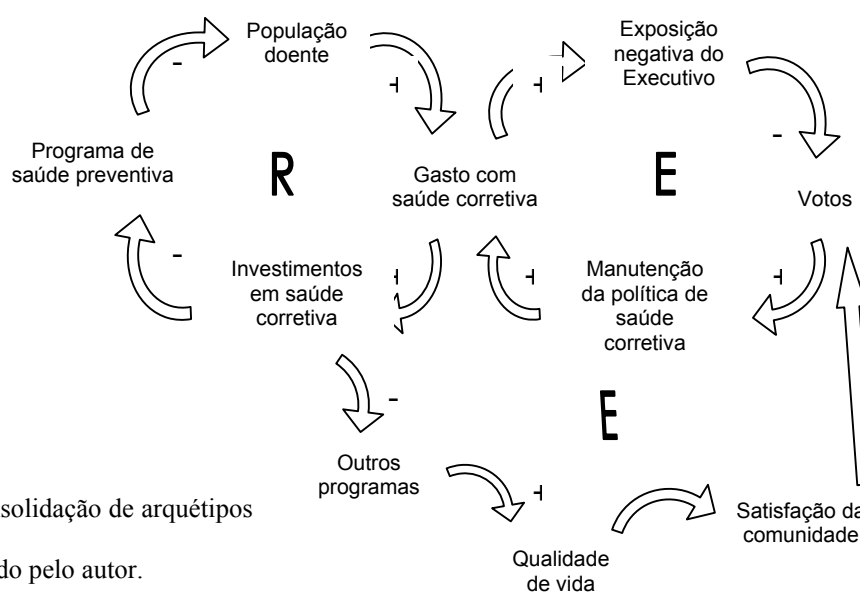 População
doente
-
+
Exposição
negativa do
Executivo
+
-
Programa de
saúde preventiva
R
Gasto com
saúde corretiva
E
Votos
-
Investimentos
em saúde
corretiva
+
+
Manutenção
da política de
saúde
corretiva
+
-
E
Outros
programas
+
Qualidade
de vida
Satisfação da
comunidade
solidação de arquétipos
do pelo autor.